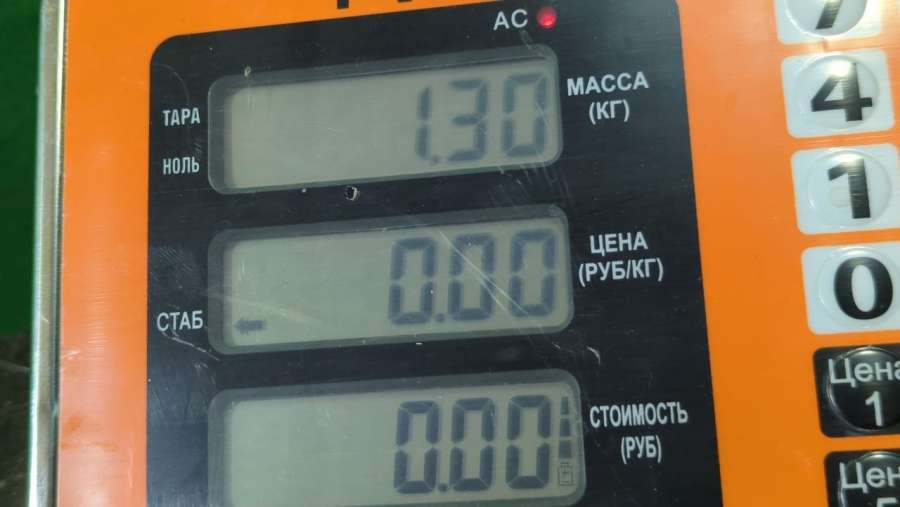 AC
ТАРА
НОЛЬ
1.30
МАССА
(КГ)
СТАБ
0.00
ЦЕНА
(РУБ/КГ)
0.00
СТОИМОСТЬ
(РУБ)
7
4
1
0
Цена
1